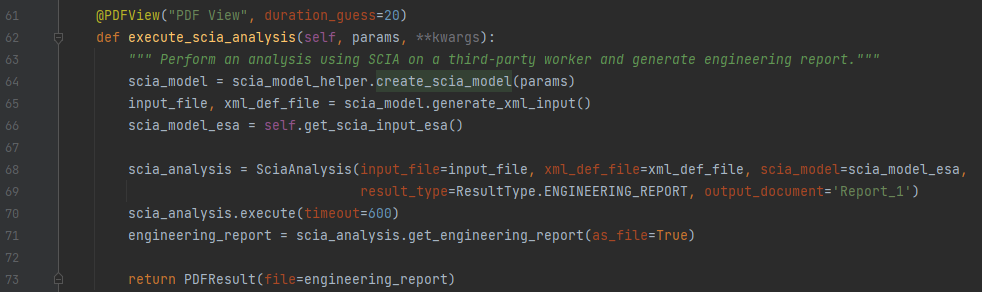 61 @PDFView("PDF View", duration_guess=20)
62 def execute_scia_analysis(self, params, **kwargs):
63 """ Perform an analysis using SCIA on a third-party worker and generate engineering report."""
64 scia_model = scia_model_helper.create_scia_model(params)
65 input_file, xml_def_file = scia_model.generate_xml_input()
66 scia_model_esa = self.get_scia_input_esa()
67
68 scia_analysis = SciaAnalysis(input_file=input_file, xml_def_file=xml_def_file, scia_model=scia_model_esa,
69 result_type=ResultType.ENGINEERING_REPORT, output_document='Report_1')
70 scia_analysis.execute(timeout=600)
71 engineering_report = scia_analysis.get_engineering_report(as_file=True)
72
73 return PDFResult(file=engineering_report)